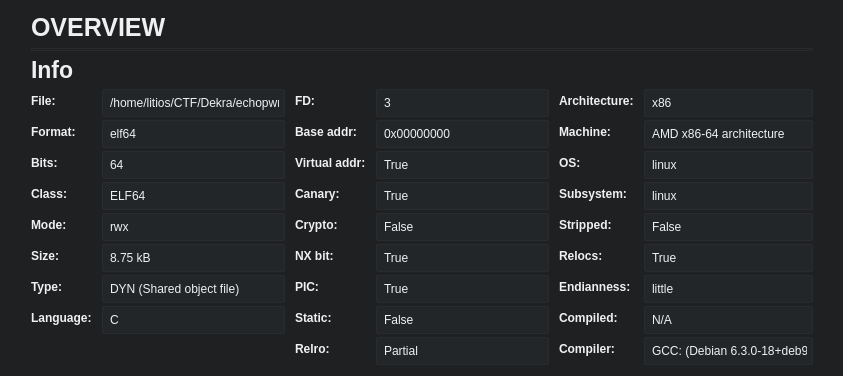 OVERVIEW
Info
File: /home/litios/CTF/Dekra/echopwn FD: 3 Architecture: x86
Format: elf64 Base addr: 0x00000000 Machine: AMD x86-64 architecture
Bits: 64 Virtual addr: True OS: linux
Class: ELF64 Canary: True Subsystem: linux
Mode: rwx Crypto: False Stripped: False
Size: 8.75 kB NX bit: True Relocs: True
Type: DYN (Shared object file) PIC: True Endianness: little
Language: C Static: False Compiled: N/A
Relro: Partial Compiler: GCC: (Debian 6.3.0-18+deb9